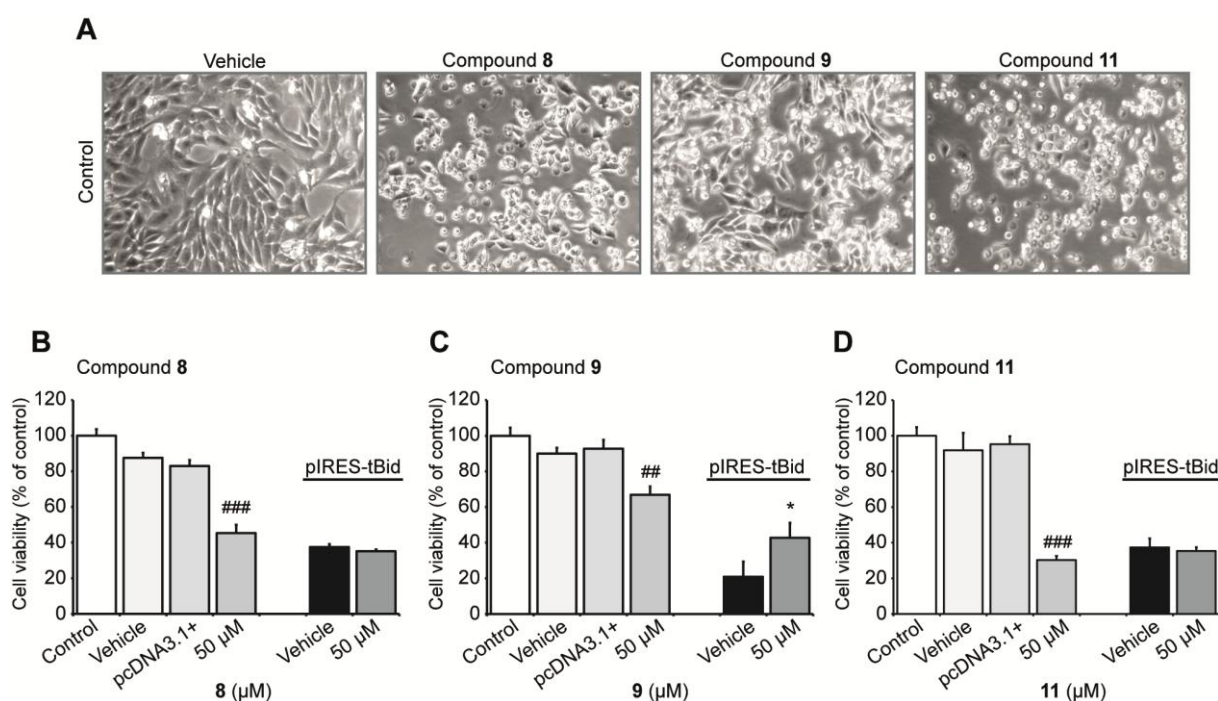 A
Vehicle
Compound 8
Compound 9
Compound 11
Control
B
Compound 8
Cell viability (% of control)
120
100
80
60
40
20
0
###
pIRES-tBid
Control
Vehicle
pcDNA3.1+
50 µM
Vehicle
50 µM
8 (µM)
C
Compound 9
Cell viability (% of control)
120
100
80
60
40
20
0
##
pIRES-tBid
*
Control
Vehicle
pcDNA3.1+
50 µM
Vehicle
50 µM
9 (µM)
D
Compound 11
Cell viability (% of control)
120
100
80
60
40
20
0
###
pIRES-tBid
Control
Vehicle
pcDNA3.1+
50 µM
Vehicle
50 µM
11 (µM)